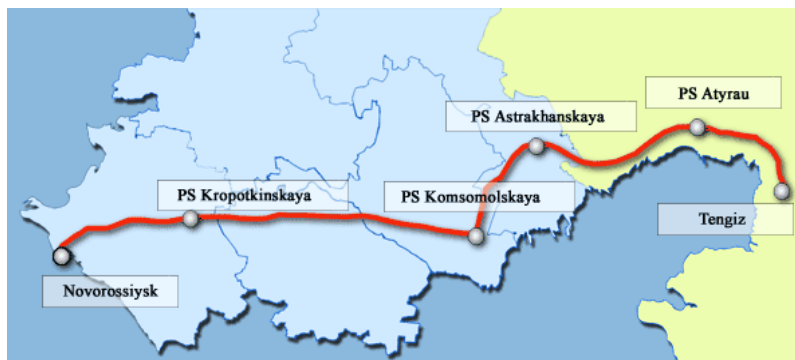 PS Atyrau
PS Astrakhanskaya
PS Kropotkinskaya
PS Komsomolskaya
Tengiz
Novorossiysk